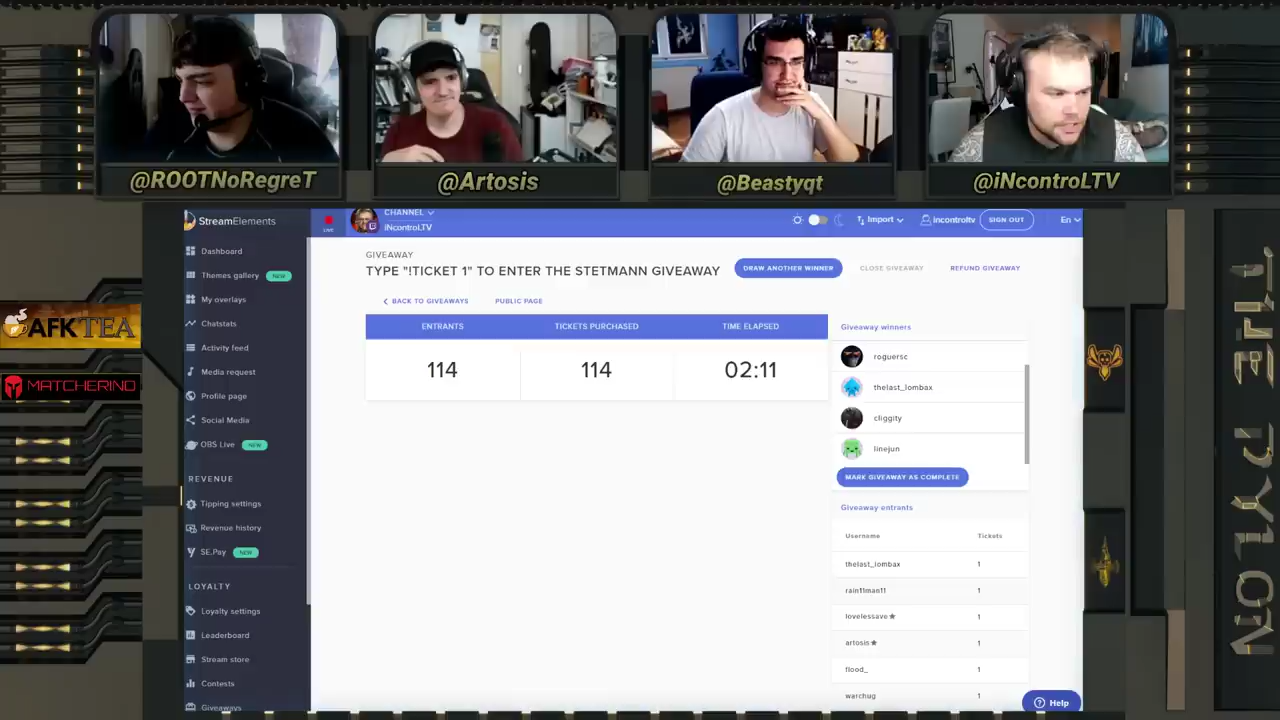 @ROOTNoRegreT
@Artosis
@Beastyqt
@iNcontroLTV
StreamElements
CHANNEL
iNcontroLTV
LIVE
Import
incontroltv
SIGN OUT
En
Dashboard
Themes gallery NEW
My overlays
Chatstats
Activity feed
Media request
Profile page
Social Media
OBS Live NEW
REVENUE
Tipping settings
Revenue history
SE.Pay NEW
LOYALTY
Loyalty settings
Leaderboard
Stream store
Contests
Giveaways
GIVEAWAY
TYPE "!TICKET 1" TO ENTER THE STETMANN GIVEAWAY
DRAW ANOTHER WINNER
CLOSE GIVEAWAY
REFUND GIVEAWAY
BACK TO GIVEAWAYS
PUBLIC PAGE
ENTRANTS
TICKETS PURCHASED
TIME ELAPSED
114
114
02:11
Giveaway winners
roguersc
thelast_lombax
cliggity
linejun
MARK GIVEAWAY AS COMPLETE
Giveaway entrants
Username Tickets
thelast_lombax 1
rain11man11 1
lovelessave★ 1
artosis★ 1
flood_ 1
warchug 1
Help
AFKTEA
MATCHERINO